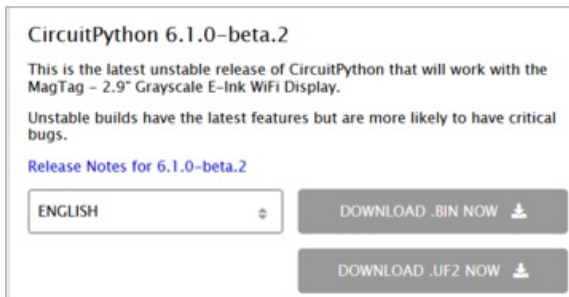 CircuitPython 6.1.0-beta.2
This is the latest unstable release of CircuitPython that will work with the
MagTag - 2.9" Grayscale E-Ink WiFi Display.
Unstable builds have the latest features but are more likely to have critical
bugs.
Release Notes for 6.1.0-beta.2
ENGLISH
DOWNLOAD .BIN NOW
DOWNLOAD .UF2 NOW